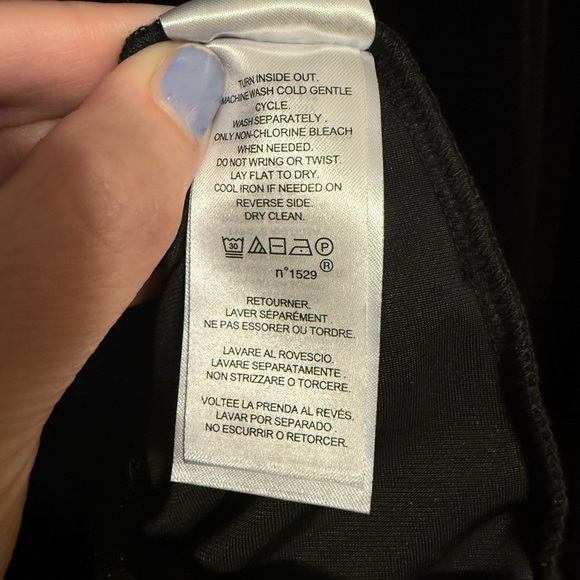 TURN INSIDE OUT.
MACHINE WASH COLD GENTLE
CYCLE.
WASH SEPARATELY .
ONLY NON-CHLORINE BLEACH
WHEN NEEDED.
DO NOT WRING OR TWIST.
LAY FLAT TO DRY.
COOL IRON IF NEEDED ON
REVERSE SIDE.
DRY CLEAN.
30 P
n°1529 ®
RETOURNER.
LAVER SÉPARÉMENT .
NE PAS ESSORER OU TORDRE.
LAVARE AL ROVESCIO.
LAVARE SEPARATAMENTE .
NON STRIZZARE O TORCERE.
VOLTEE LA PRENDA AL REVÉS.
LAVAR POR SEPARADO .
NO ESCURRIR O RETORCER.